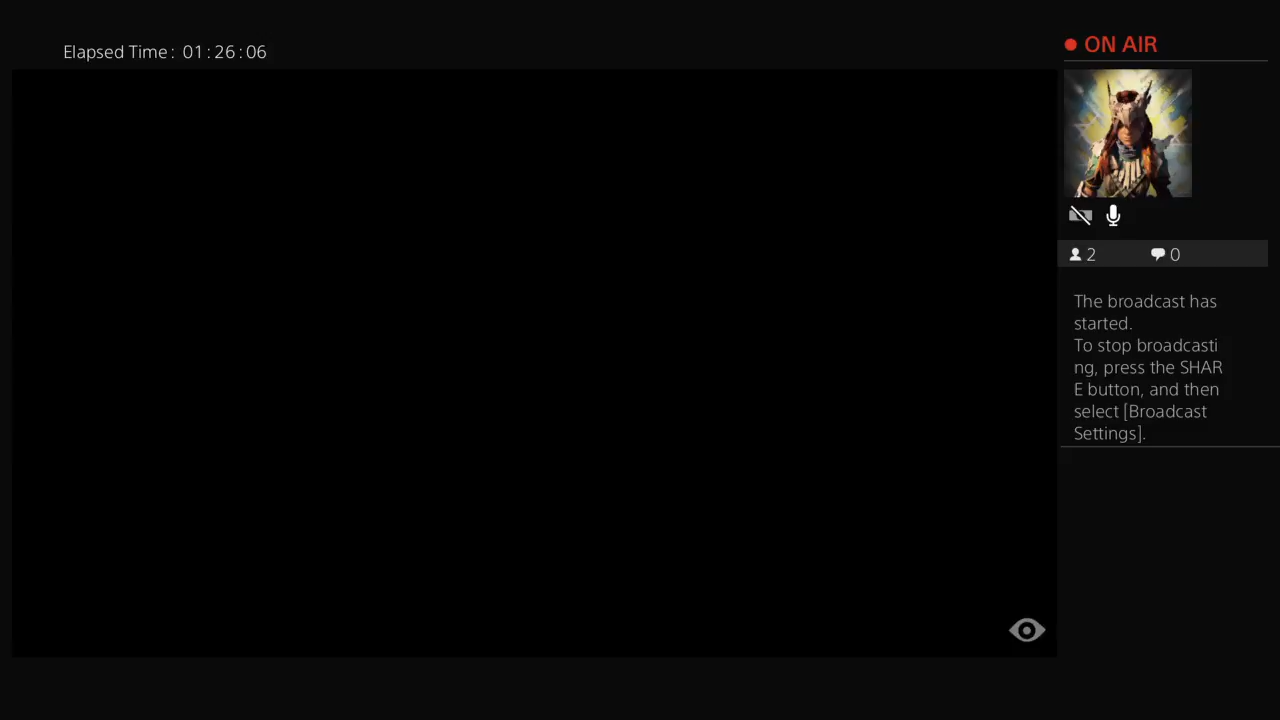 Elapsed Time: 01:26:06
ON AIR
2
0
The broadcast has
started.
To stop broadcasti
ng, press the SHAR
E button, and then
select [Broadcast
Settings].